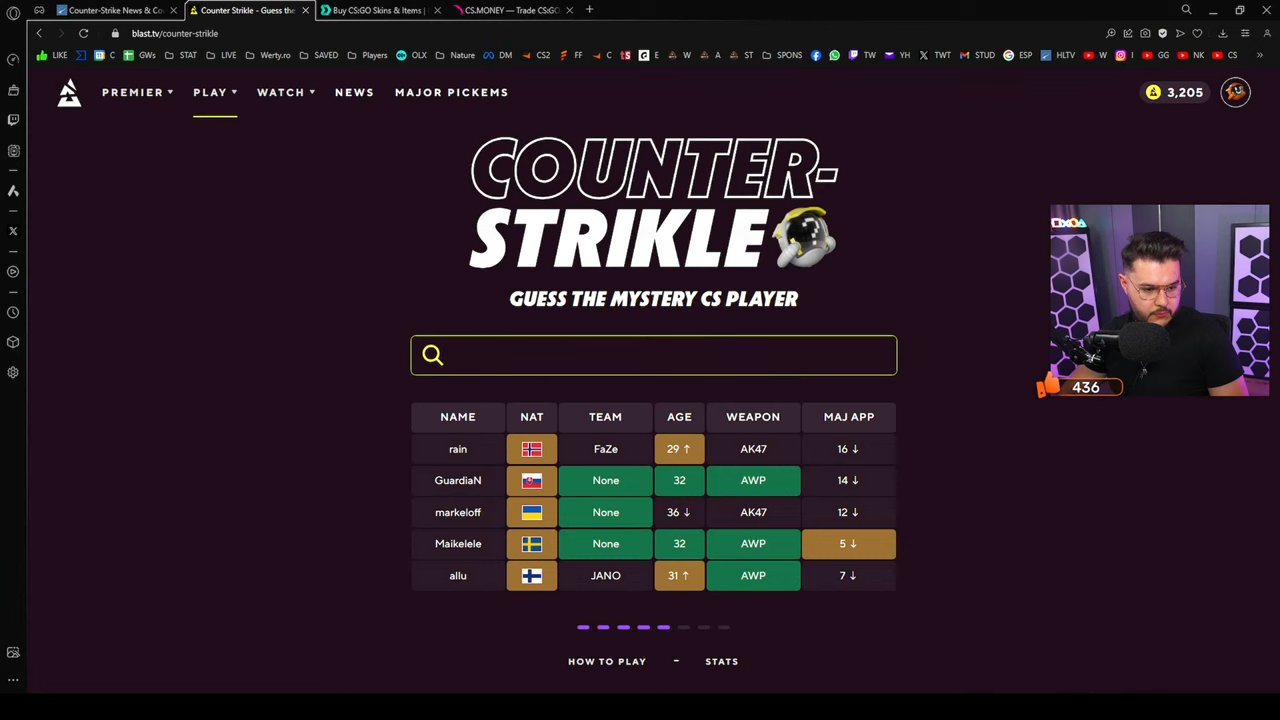 Counter-Strike News & Co
Counter Strikle - Guess the
Buy CS:GO Skins & Items |
CS.MONEY — Trade CS:GO
blast.tv/counter-strikle
LIKE
C
GWs
STAT
LIVE
Werty.ro
SAVED
Players
OLX
Nature
DM
CS2
FF
C
E
W
A
ST
SPONS
W
TW
YH
TWT
STUD
ESP
HLTV
W
I
GG
NK
CS
PREMIER
PLAY
WATCH
NEWS
MAJOR PICKEMS
3,205
COUNTER-
STRIKLE
GUESS THE MYSTERY CS PLAYER
NAME NAT TEAM AGE WEAPON MAJ APP
rain FaZe 29 ↑ AK47 16 ↓
GuardiaN None 32 AWP 14 ↓
markeloff None 36 ↓ AK47 12 ↓
Maikelele None 32 AWP 5 ↓
allu JANO 31 ↑ AWP 7 ↓
HOW TO PLAY - STATS
436